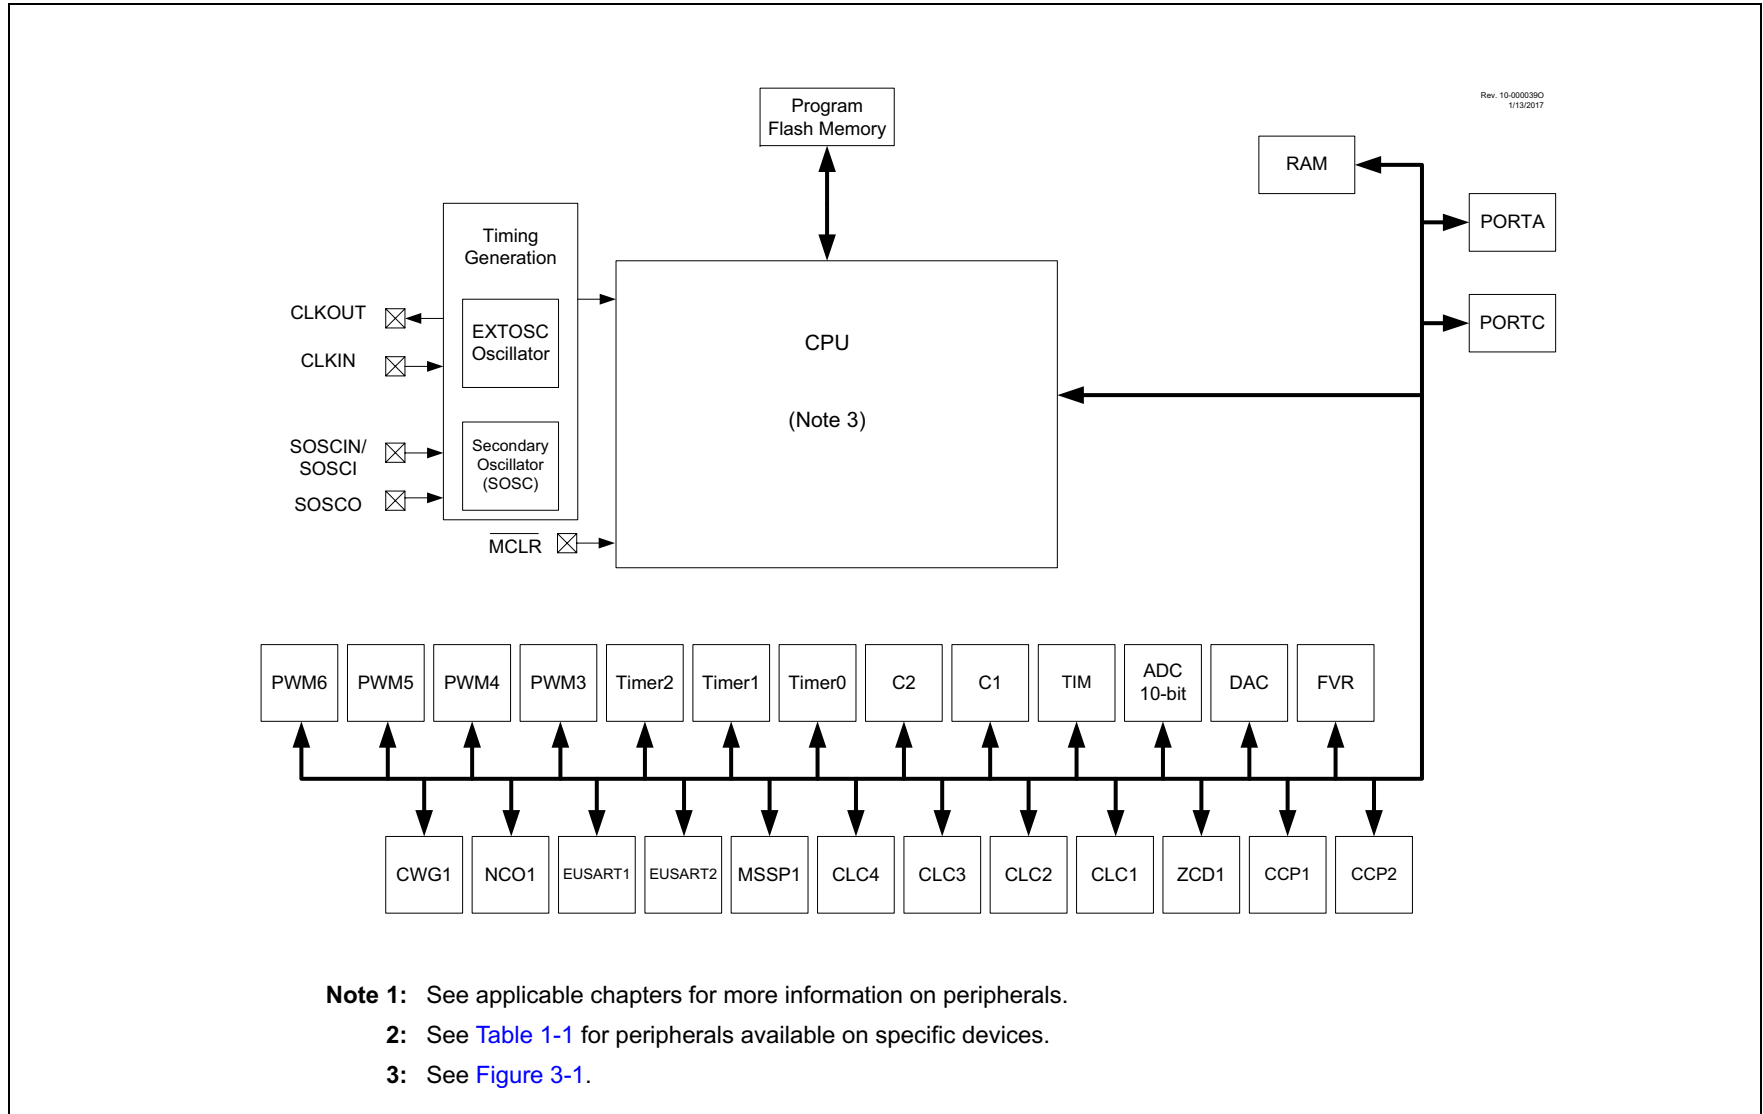 Rev. 10-000039O
1/13/2017
Program
Flash Memory
RAM
PORTA
PORTC
Timing
Generation
EXTOSC
Oscillator
Secondary
Oscillator
(SOSC)
CLKOUT
CLKIN
SOSCIN/
SOSCI
SOSCO
MCLR
CPU
(Note 3)
PWM6
PWM5
PWM4
PWM3
Timer2
Timer1
Timer0
C2
C1
TIM
ADC
10-bit
DAC
FVR
CWG1
NCO1
EUSART1
EUSART2
MSSP1
CLC4
CLC3
CLC2
CLC1
ZCD1
CCP1
CCP2
Note 1: See applicable chapters for more information on peripherals.
2: See Table 1-1 for peripherals available on specific devices.
3: See Figure 3-1.